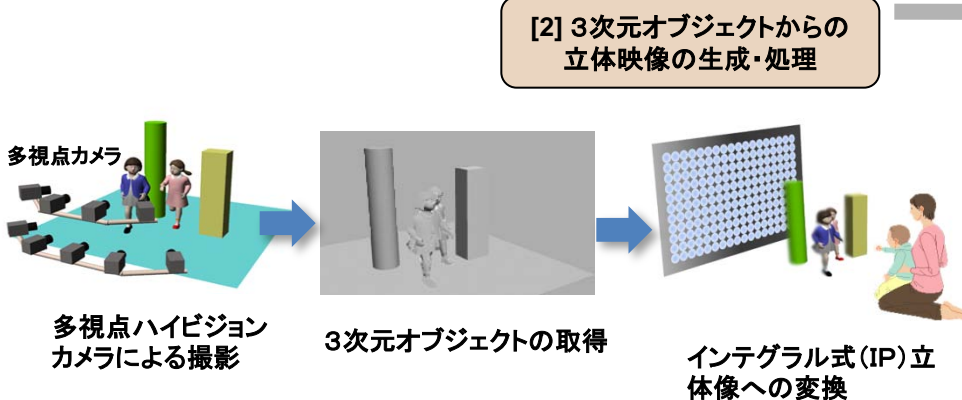 [2] 3次元オブジェクトからの
立体映像の生成・処理
多視点カメラ
多視点ハイビジョン
カメラによる撮影
3次元オブジェクトの取得
インテグラル式(IP)立
体像への変換